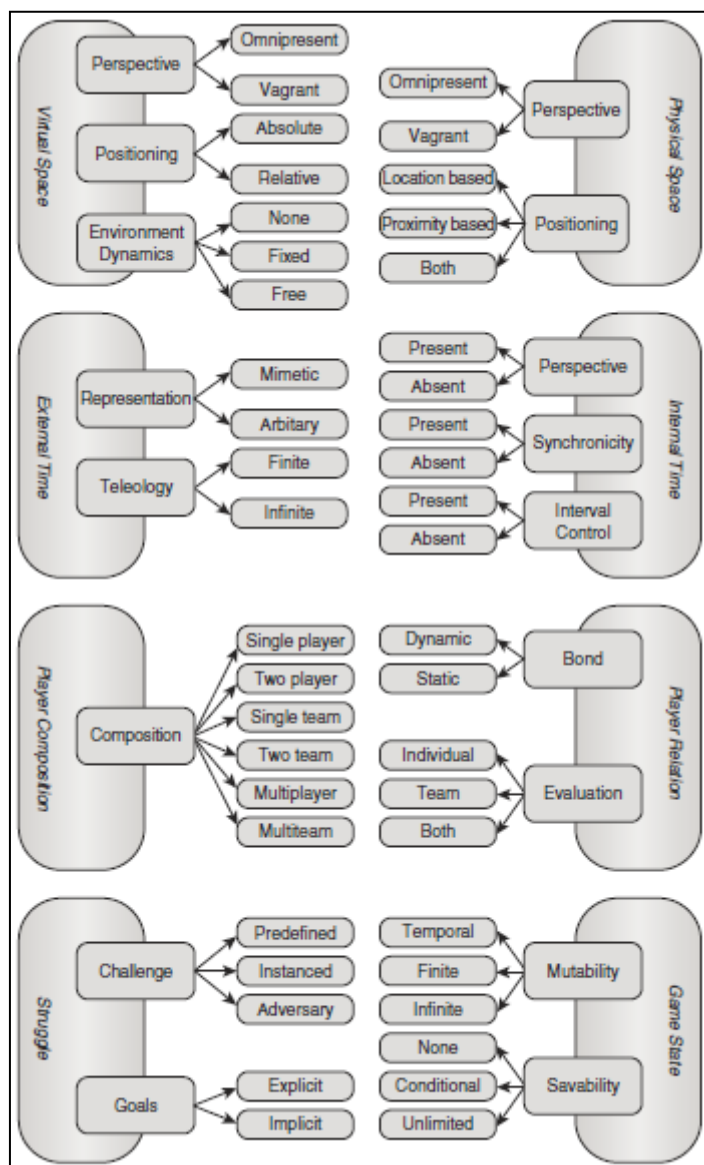 Virtual Space
Perspective
Omnipresent
Vagrant
Positioning
Absolute
Relative
Environment
Dynamics
None
Fixed
Free
Physical Space
Omnipresent
Perspective
Vagrant
Location based
Proximity based
Positioning
Both
External Time
Representation
Mimetic
Arbitary
Teleology
Finite
Infinite
Internal Time
Present
Perspective
Absent
Present
Synchronicity
Absent
Present
Interval
Control
Absent
Player Composition
Composition
Single player
Two player
Single team
Two team
Multiplayer
Multiteam
Player Relation
Dynamic
Bond
Static
Individual
Team
Evaluation
Both
Struggle
Challenge
Predefined
Instanced
Adversary
Goals
Explicit
Implicit
Game State
Temporal
Finite
Mutability
Infinite
None
Conditional
Savability
Unlimited